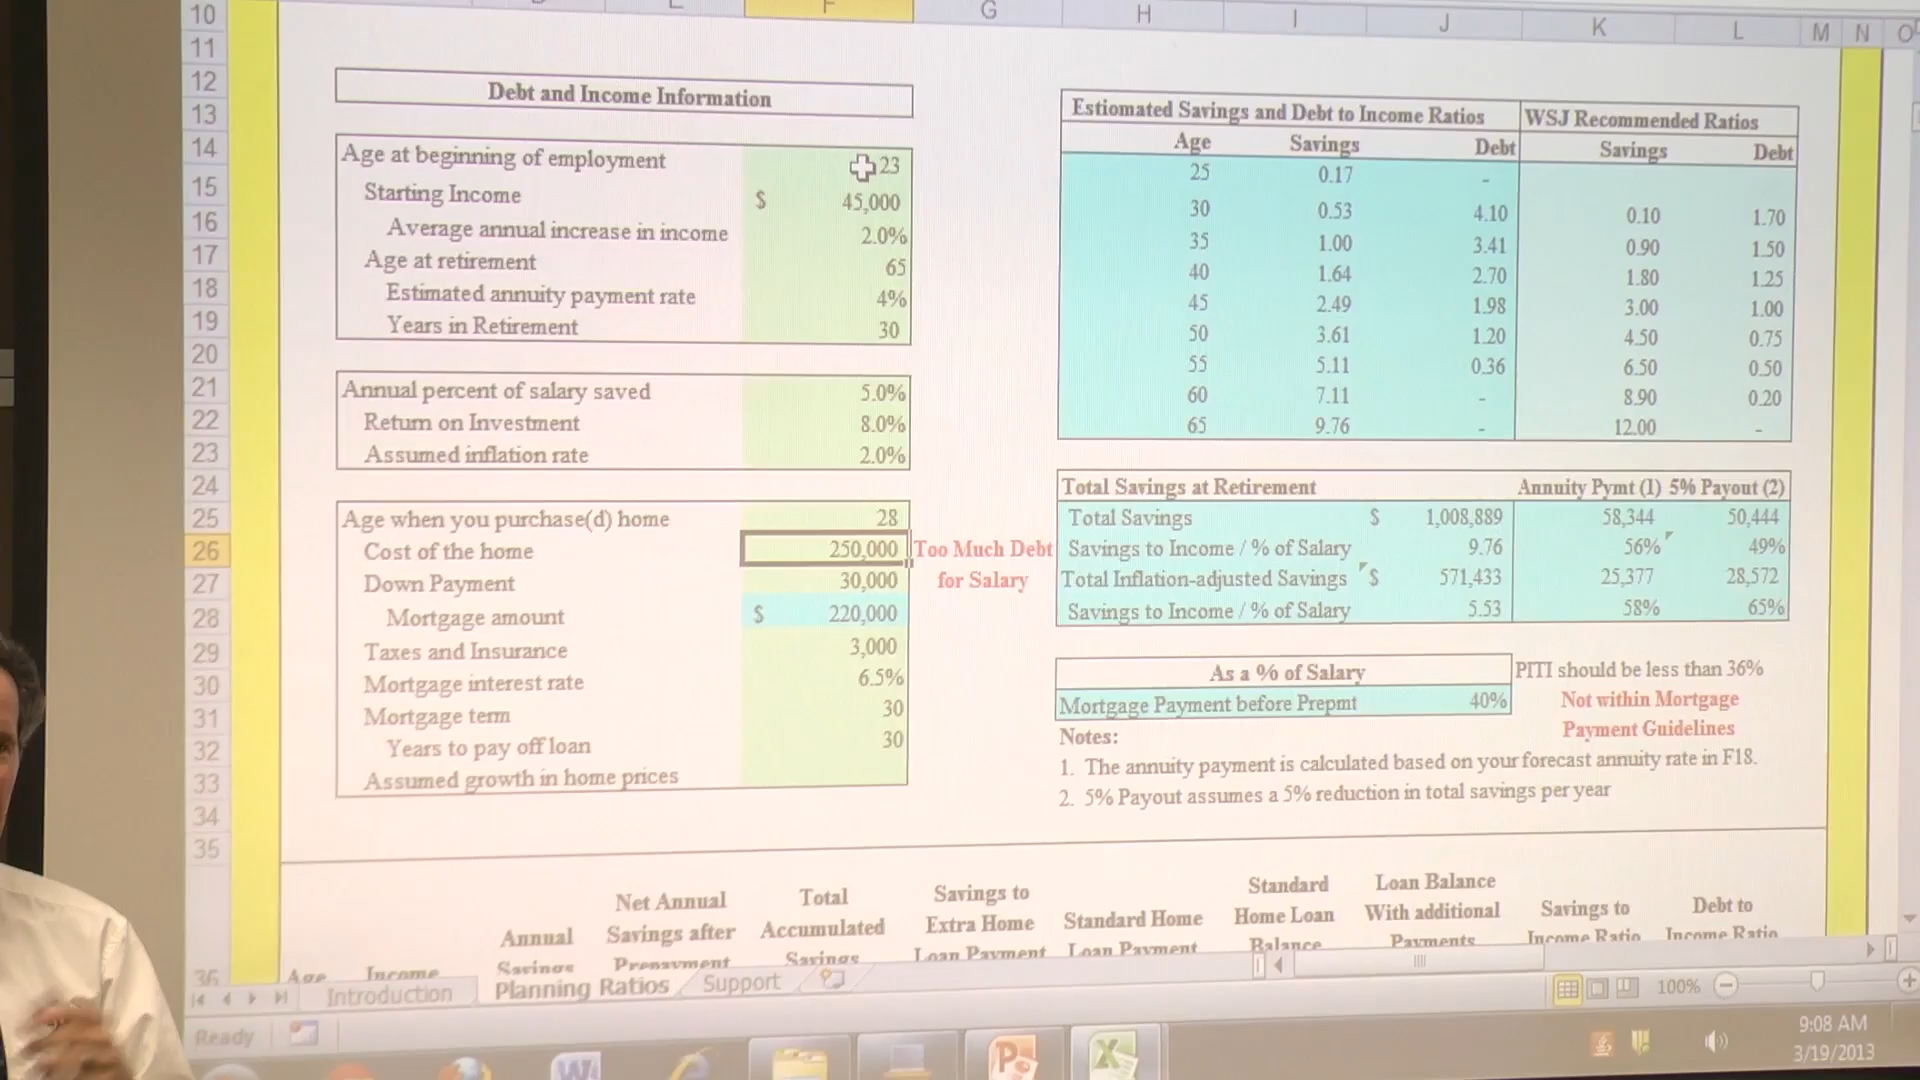 F G H I J K L M N
10
11
12
13
14
15
16
17
18
19
20
21
22
23
24
25
26
27
28
29
30
31
32
33
34
35
36
Debt and Income Information
Age at beginning of employment 23
Starting Income $ 45,000
Average annual increase in income 2.0%
Age at retirement 65
Estimated annuity payment rate 4%
Years in Retirement 30
Annual percent of salary saved 5.0%
Return on Investment 8.0%
Assumed inflation rate 2.0%
Age when you purchase(d) home 28
Cost of the home 250,000
Down Payment 30,000
Mortgage amount $ 220,000
Taxes and Insurance 3,000
Mortgage interest rate 6.5%
Mortgage term 30
Years to pay off loan 30
Assumed growth in home prices
Too Much Debt
for Salary
Estiomated Savings and Debt to Income Ratios WSJ Recommended Ratios
Age Savings Debt Savings Debt
25 0.17 -
30 0.53 4.10 0.10 1.70
35 1.00 3.41 0.90 1.50
40 1.64 2.70 1.80 1.25
45 2.49 1.98 3.00 1.00
50 3.61 1.20 4.50 0.75
55 5.11 0.36 6.50 0.50
60 7.11 - 8.90 0.20
65 9.76 - 12.00 -
Total Savings at Retirement Annuity Pymt (1) 5% Payout (2)
Total Savings $ 1,008,889 58,344 50,444
Savings to Income / % of Salary 9.76 56% 49%
Total Inflation-adjusted Savings $ 571,433 25,377 28,572
Savings to Income / % of Salary 5.53 58% 65%
As a % of Salary PITI should be less than 36%
Mortgage Payment before Prepmt 40% Not within Mortgage
Payment Guidelines
Notes:
1. The annuity payment is calculated based on your forecast annuity rate in F18.
2. 5% Payout assumes a 5% reduction in total savings per year
Net Annual Total Savings to Standard Loan Balance
Annual Savings after Accumulated Extra Home Standard Home Home Loan With additional Savings to Debt to
Age Income Savings Prepayment Savings Loan Payment Loan Payment Balance Payments Income Ratio Income Ratio
Introduction Planning Ratios Support
Ready 100%
9:08 AM
3/19/2013